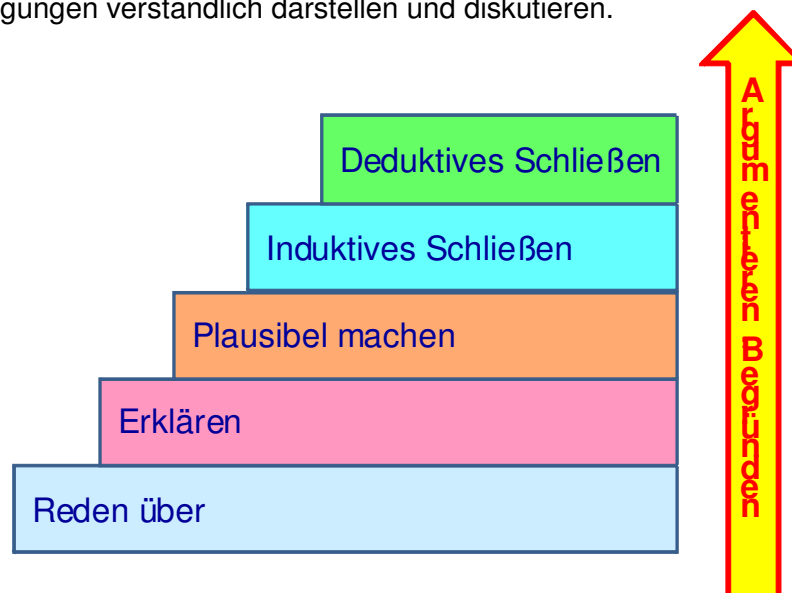 gungen verständlich darstellen und diskutieren.
Deduktives Schließen
Induktives Schließen
Plausibel machen
Erklären
Reden über
Argumentieren Begründen